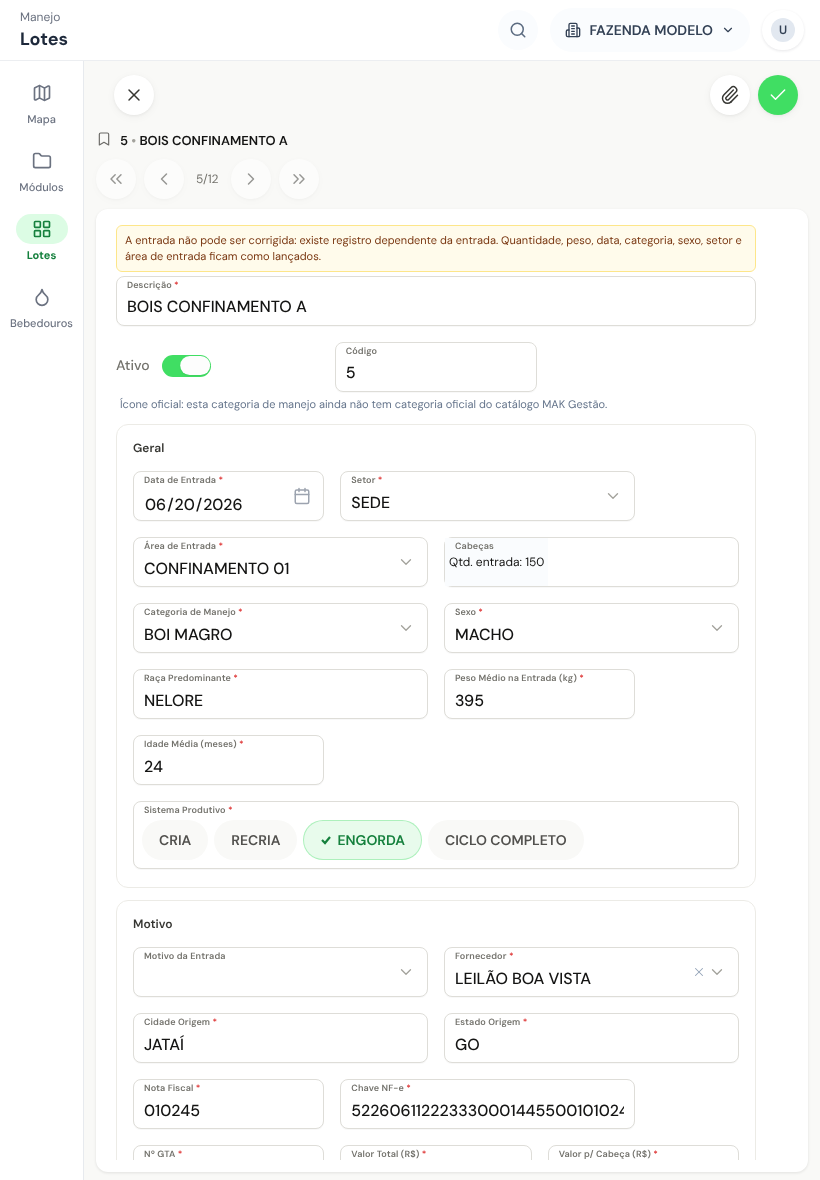 Manejo
Lotes
FAZENDA MODELO
U
Mapa
Módulos
Lotes
Bebedouros
5 • BOIS CONFINAMENTO A
5/12
A entrada não pode ser corrigida: existe registro dependente da entrada. Quantidade, peso, data, categoria, sexo, setor e
área de entrada ficam como lançados.
Descrição *
BOIS CONFINAMENTO A
Ativo
Código
5
Ícone oficial: esta categoria de manejo ainda não tem categoria oficial do catálogo MAK Gestão.
Geral
Data de Entrada *
06/20/2026
Setor *
SEDE
Área de Entrada *
CONFINAMENTO 01
Cabeças
Qtd. entrada: 150
Categoria de Manejo *
BOI MAGRO
Sexo *
MACHO
Raça Predominante *
NELORE
Peso Médio na Entrada (kg) *
395
Idade Média (meses) *
24
Sistema Produtivo *
CRIA RECRIA ✓ ENGORDA CICLO COMPLETO
Motivo
Motivo da Entrada
Fornecedor *
LEILÃO BOA VISTA
Cidade Origem *
JATAÍ
Estado Origem *
GO
Nota Fiscal *
010245
Chave NF-e *
52260611222333000144550010102
Nº GTA *
Valor Total (R$) *
Valor p/ Cabeça (R$) *